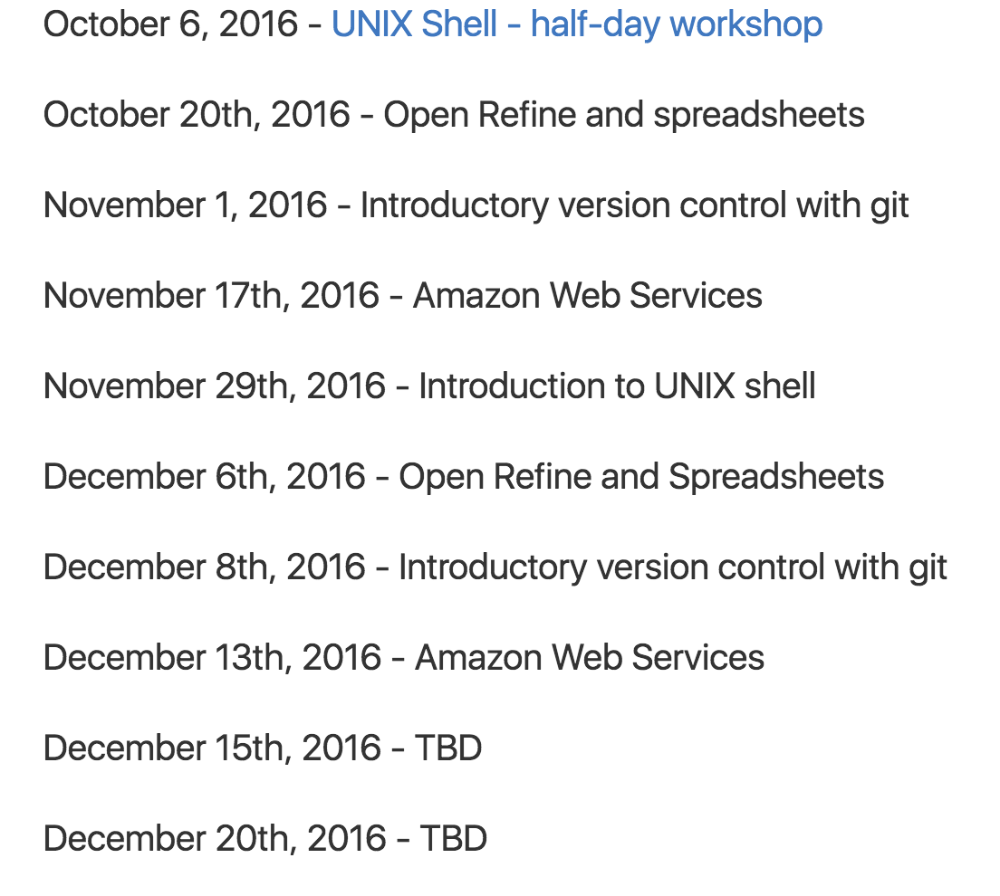 October 6, 2016 - UNIX Shell - half-day workshop
October 20th, 2016 - Open Refine and spreadsheets
November 1, 2016 - Introductory version control with git
November 17th, 2016 - Amazon Web Services
November 29th, 2016 - Introduction to UNIX shell
December 6th, 2016 - Open Refine and Spreadsheets
December 8th, 2016 - Introductory version control with git
December 13th, 2016 - Amazon Web Services
December 15th, 2016 - TBD
December 20th, 2016 - TBD